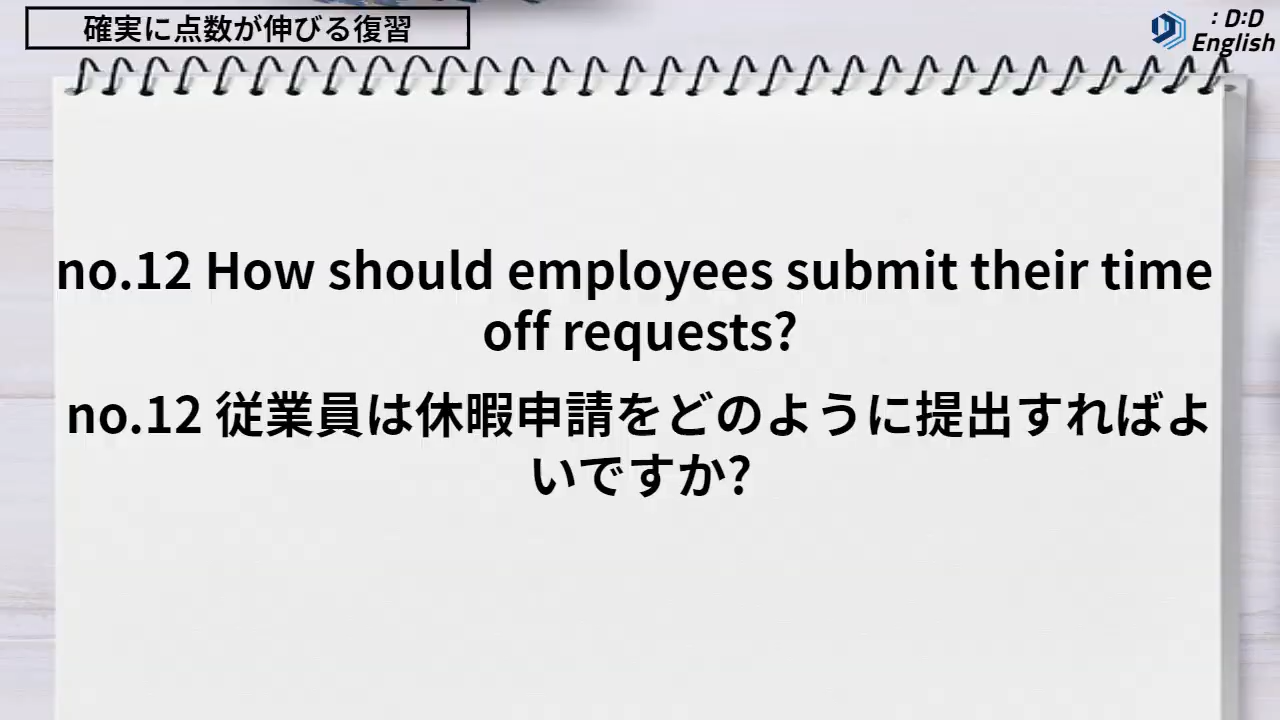 確実に点数が伸びる復習
: D:D
English
no.12 How should employees submit their time
off requests?
no.12 従業員は休暇申請をどのように提出すればよ
いですか?